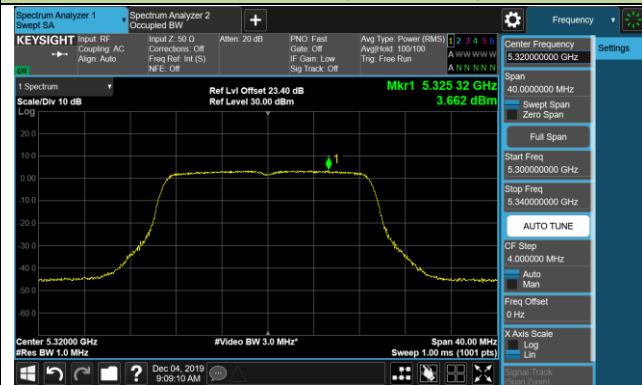 Spectrum Analyzer 1
Swept SA
Spectrum Analyzer 2
Occupied BW
+
Frequency
KEYSIGHT
Input: RF
Coupling: AC
Align: Auto
Input Z: 50 Ω
Corrections: Off
Freq Ref: Int (S)
NFE: Off
Atten: 20 dB
PNO: Fast
Gate: Off
IF Gain: Low
Sig Track: Off
Avg Type: Power (RMS)
Avg|Hold: 100/100
Trig: Free Run
1 2 3 4 5 6
A W W W W W
A N N N N N
LXI
Center Frequency
5.320000000 GHz
Settings
Span
40.0000000 MHz
Swept Span
Zero Span
Full Span
Start Freq
5.300000000 GHz
Stop Freq
5.340000000 GHz
AUTO TUNE
CF Step
4.000000 MHz
Auto
Man
Freq Offset
0 Hz
X Axis Scale
Log
Lin
Signal Track
(Span Zoom)
1 Spectrum
Scale/Div 10 dB
Log
Ref Lvl Offset 23.40 dB
Ref Level 30.00 dBm
Mkr1 5.325 32 GHz
3.662 dBm
20.0
10.0
0.00
-10.0
-20.0
-30.0
-40.0
-50.0
-60.0
1
Center 5.32000 GHz
#Res BW 1.0 MHz
#Video BW 3.0 MHz*
Span 40.00 MHz
Sweep 1.00 ms (1001 pts)
?
Dec 04, 2019
9:09:10 AM